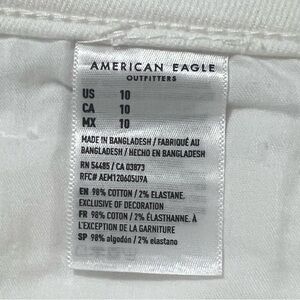 AMERICAN EAGLE
OUTFITTERS
US 10
CA 10
MX 10
MADE IN BANGLADESH / FABRIQUÉ AU
BANGLADESH / HECHO EN BANGLADESH
RN 54485 / CA 03873
RFC# AEM120605U9A
EN 98% COTTON / 2% ELASTANE.
EXCLUSIVE OF DECORATION
FR 98% COTON / 2% ÉLASTHANNE. À
L'EXCEPTION DE LA GARNITURE
SP 98% algodón / 2% elastano